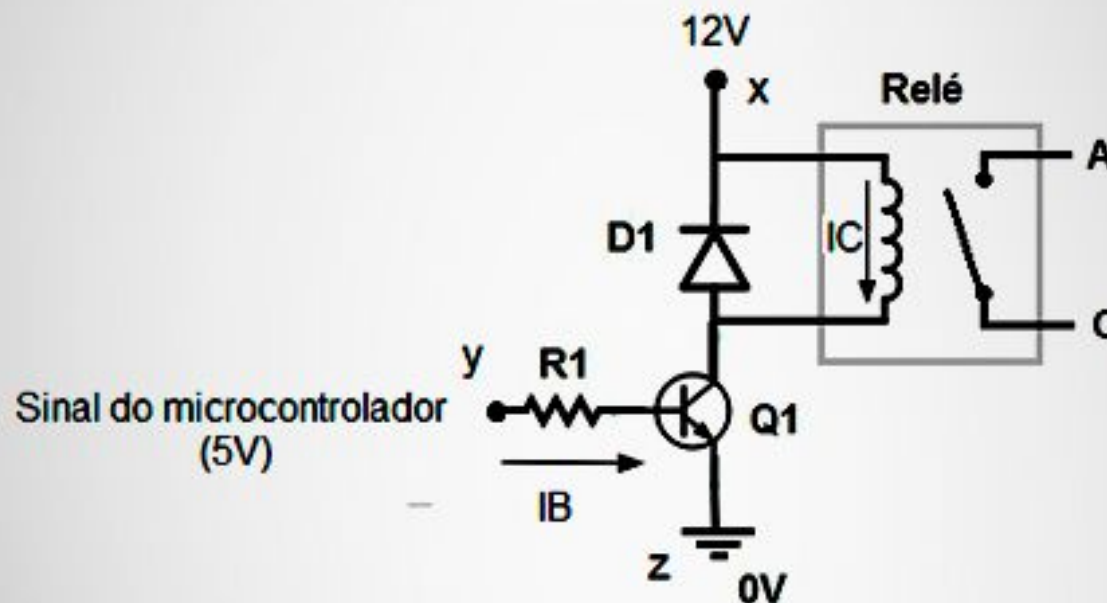 12V
x
Relé
A
D1
IC
C
y
R1
Sinal do microcontrolador
(5V)
Q1
IB
z
0V